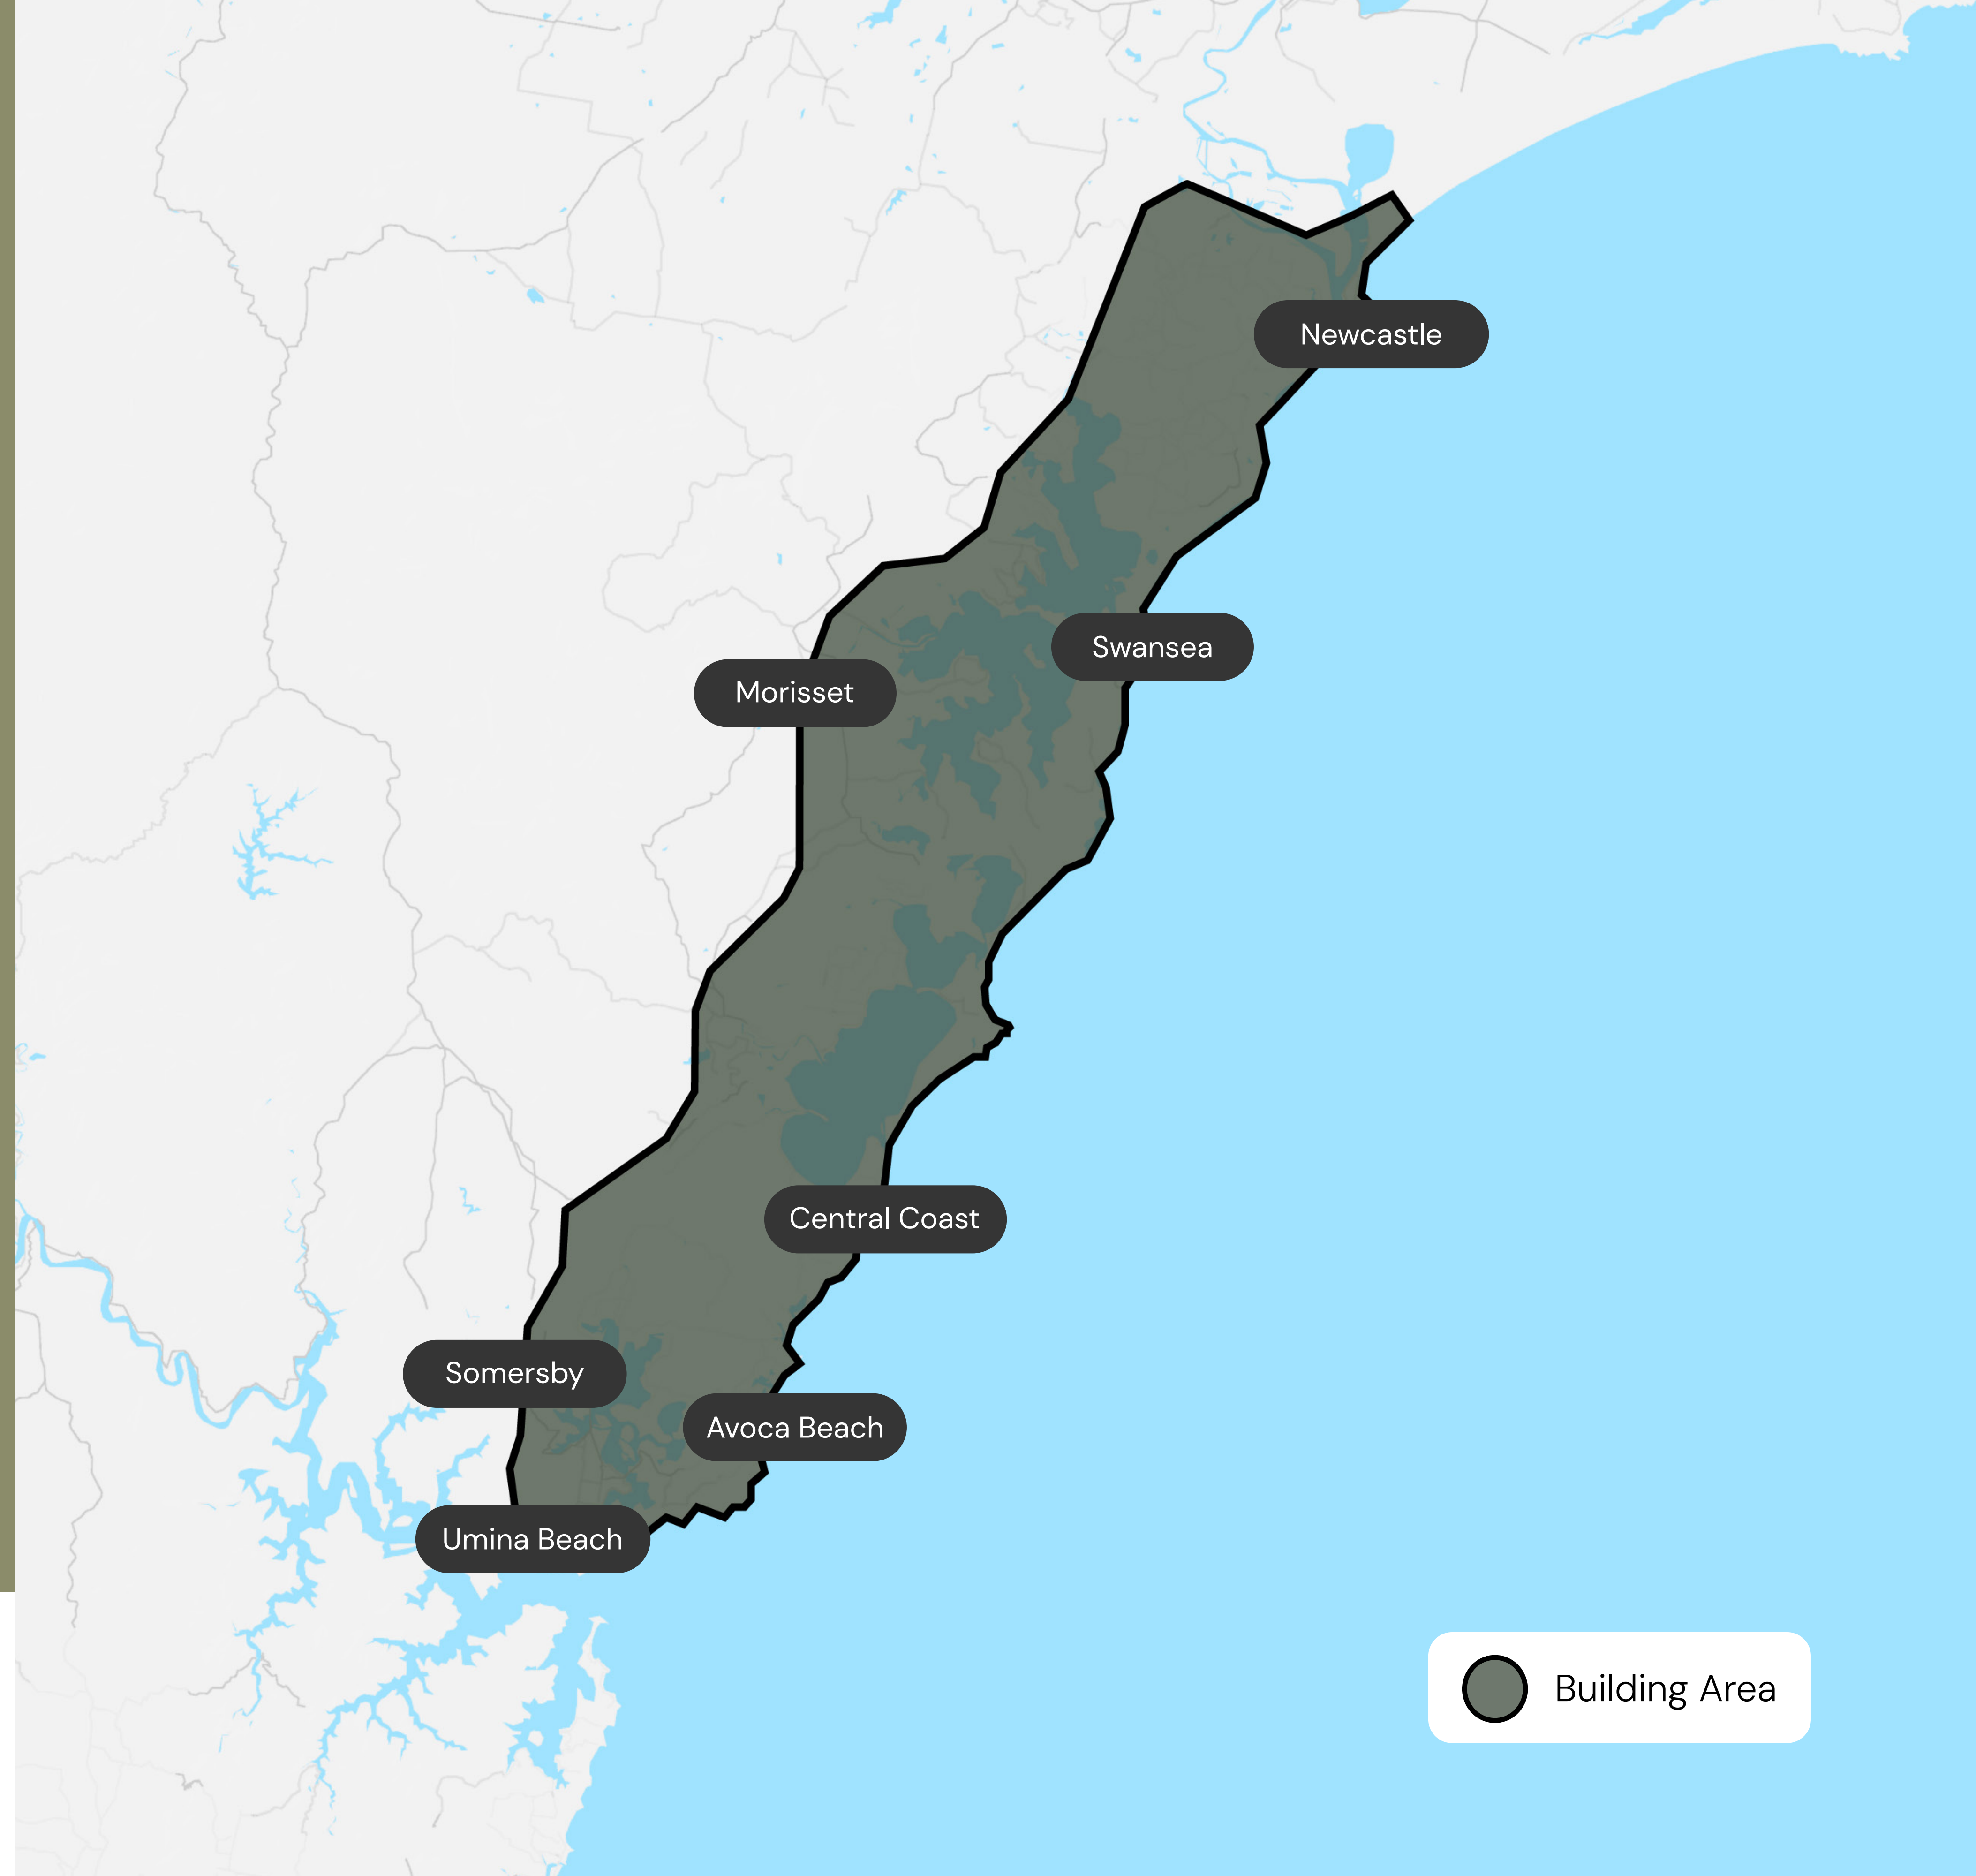 Newcastle
Swansea
Morisset
Central Coast
Somersby
Avoca Beach
Umina Beach
Building Area